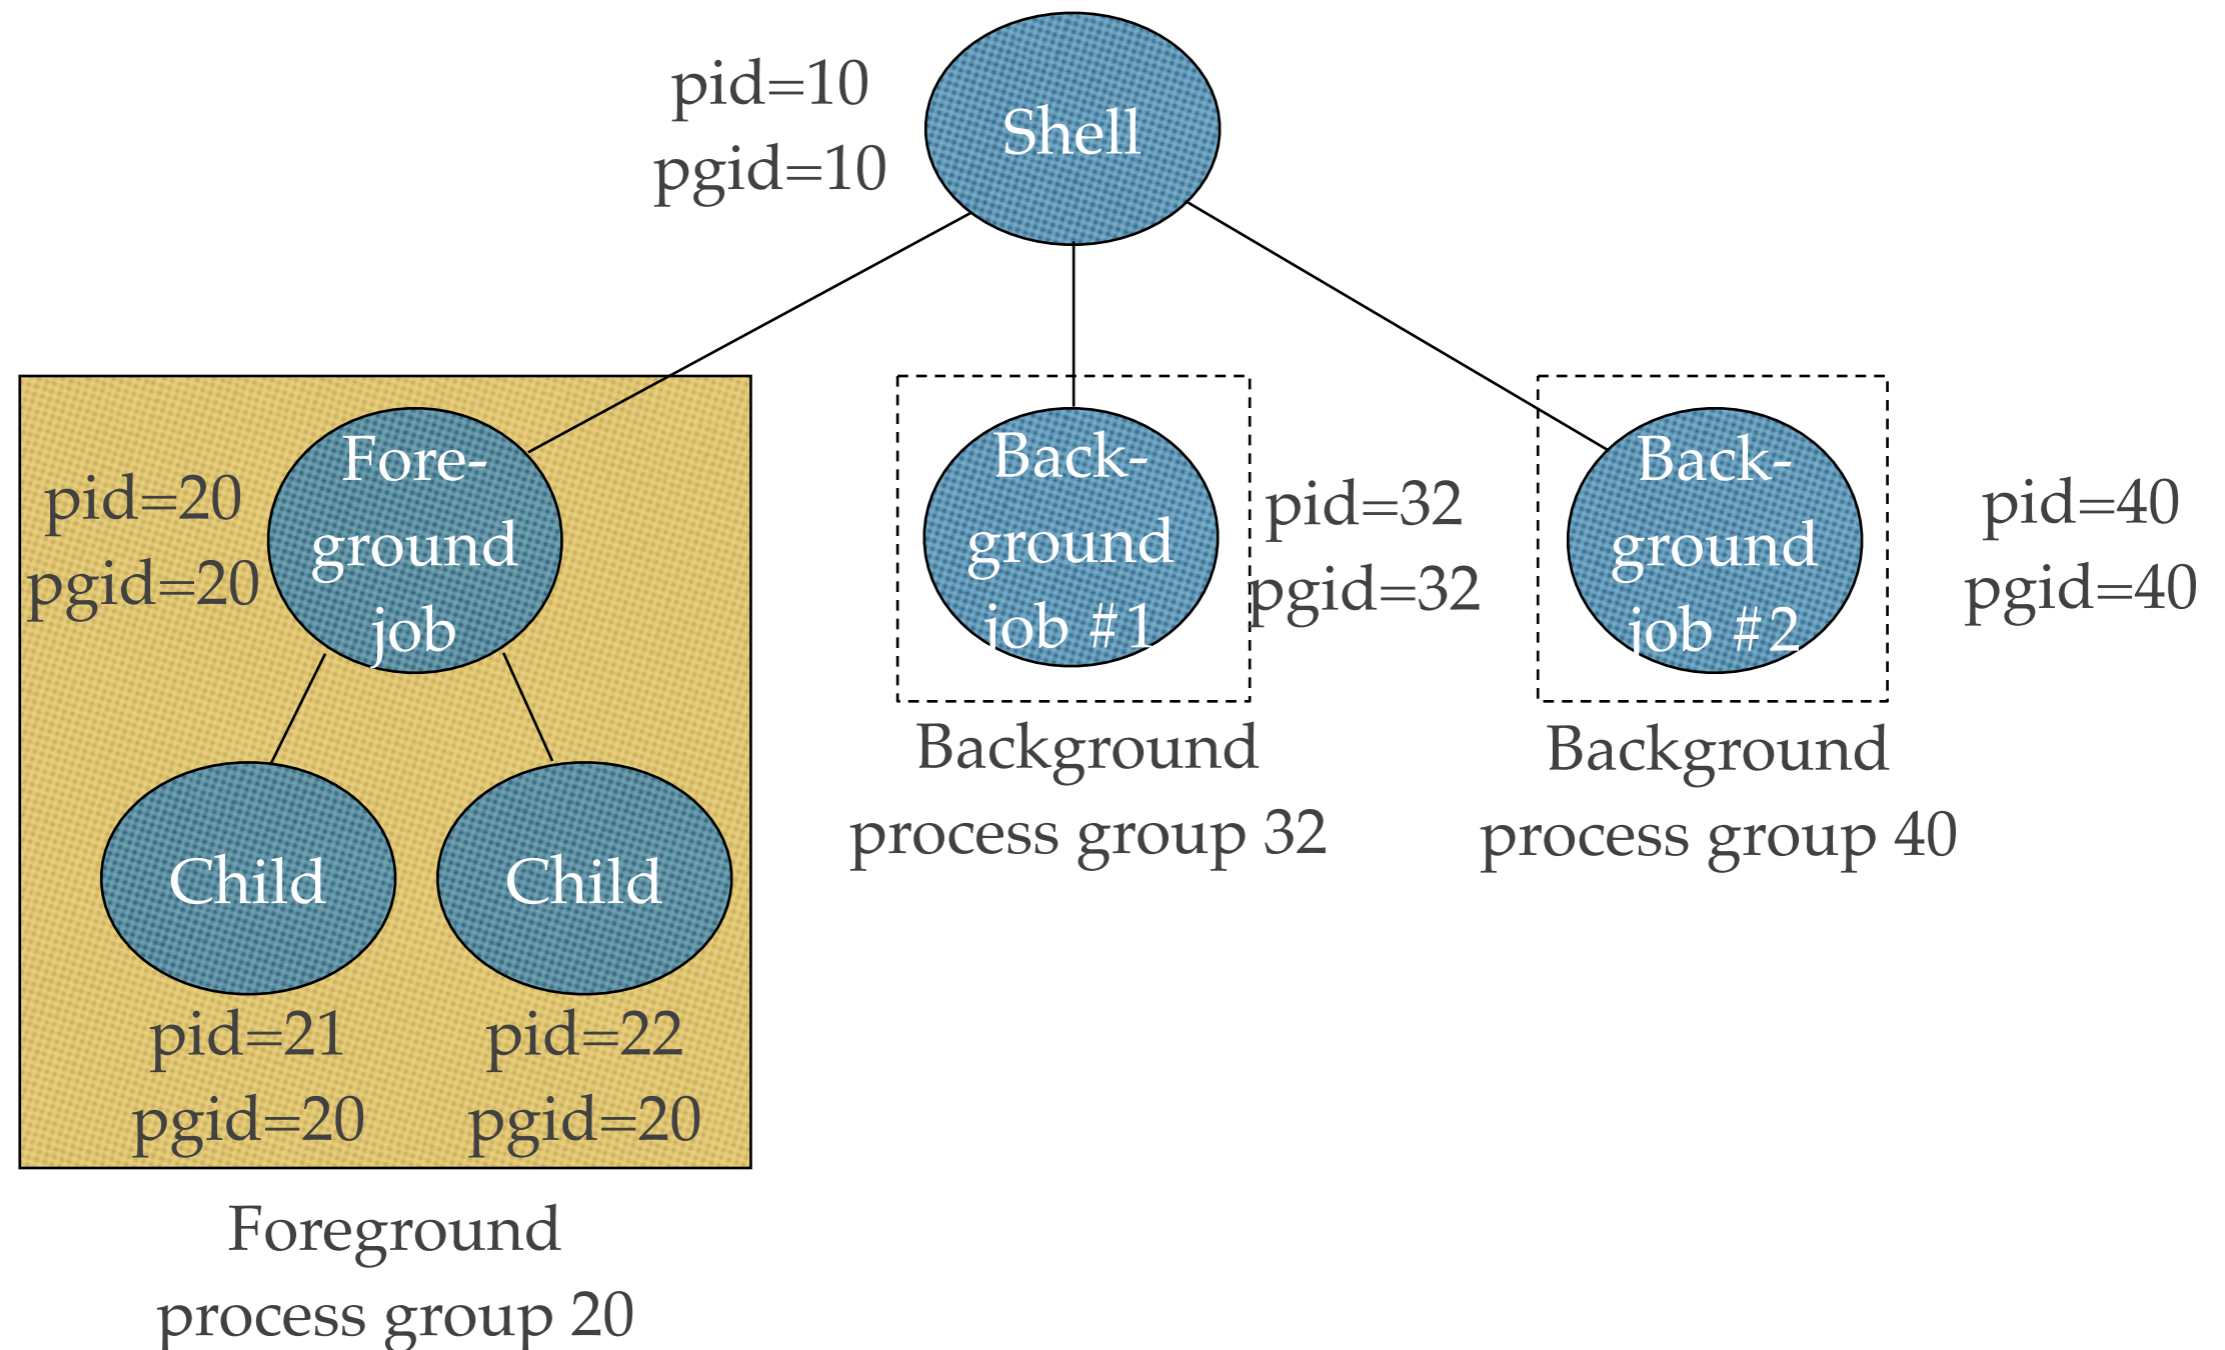 pid=10
pgid=10
Shell
pid=20
pgid=20
Fore-
ground
job
Back-
ground
job #1
pid=32
pgid=32
Back-
ground
job #2
pid=40
pgid=40
Background
process group 32
Background
process group 40
Child
Child
pid=21
pgid=20
pid=22
pgid=20
Foreground
process group 20